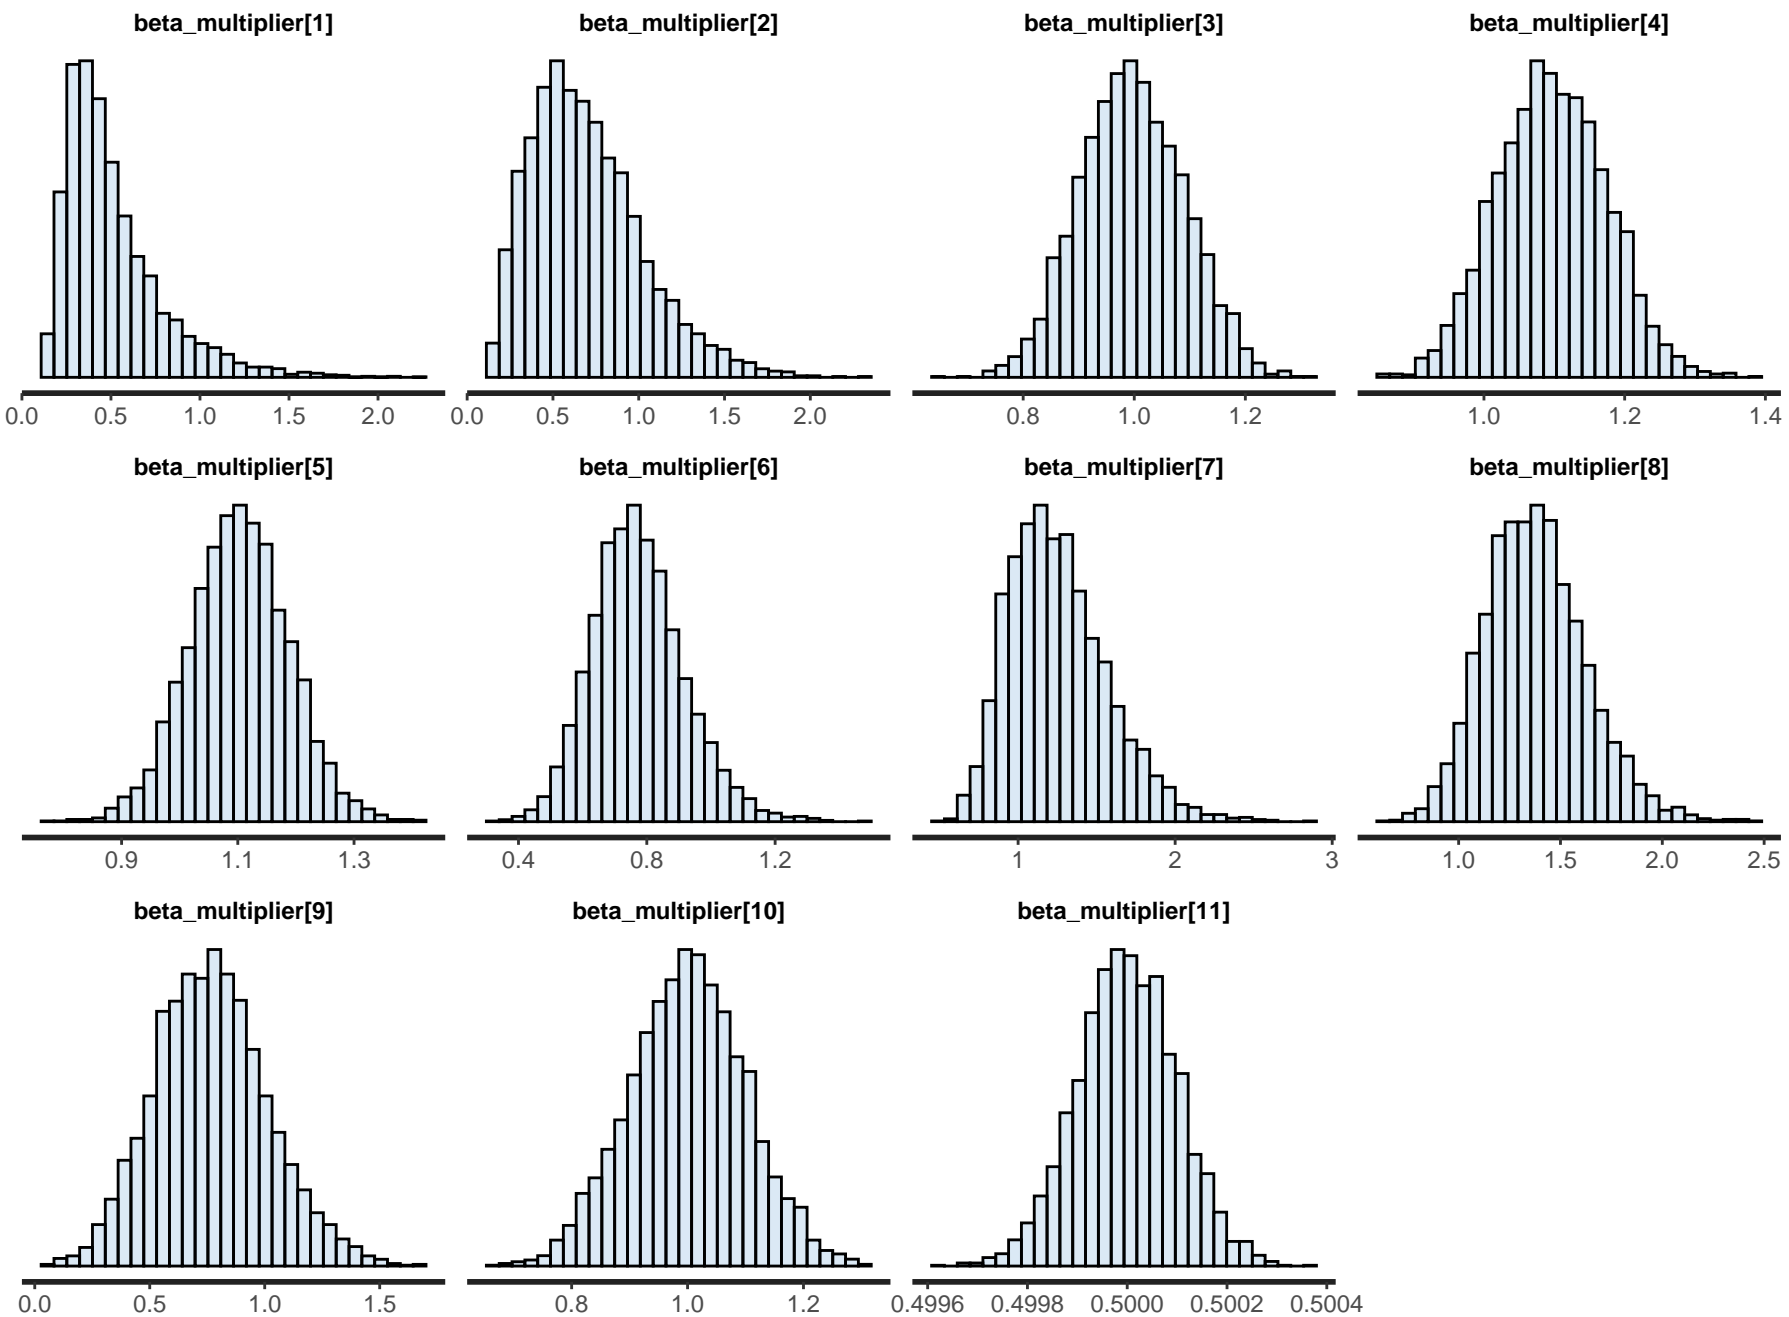 beta_multiplier[1] beta_multiplier[2] beta_multiplier[3] beta_multiplier[4]
0.0 0.5 1.0 1.5 2.0 0.0 0.5 1.0 1.5 2.0 0.8 1.0 1.2 1.0 1.2 1.4
beta_multiplier[5] beta_multiplier[6] beta_multiplier[7] beta_multiplier[8]
0.9 1.1 1.3 0.4 0.8 1.2 1 2 3 1.0 1.5 2.0 2.5
beta_multiplier[9] beta_multiplier[10] beta_multiplier[11]
0.0 0.5 1.0 1.5 0.8 1.0 1.2 0.4996 0.4998 0.5000 0.5002 0.5004